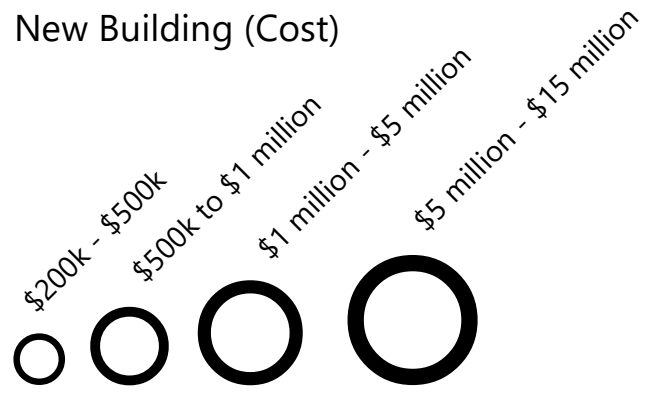 New Building (Cost)
$200k - $500k
$500k to $1 million
$1 million - $5 million
$5 million - $15 million